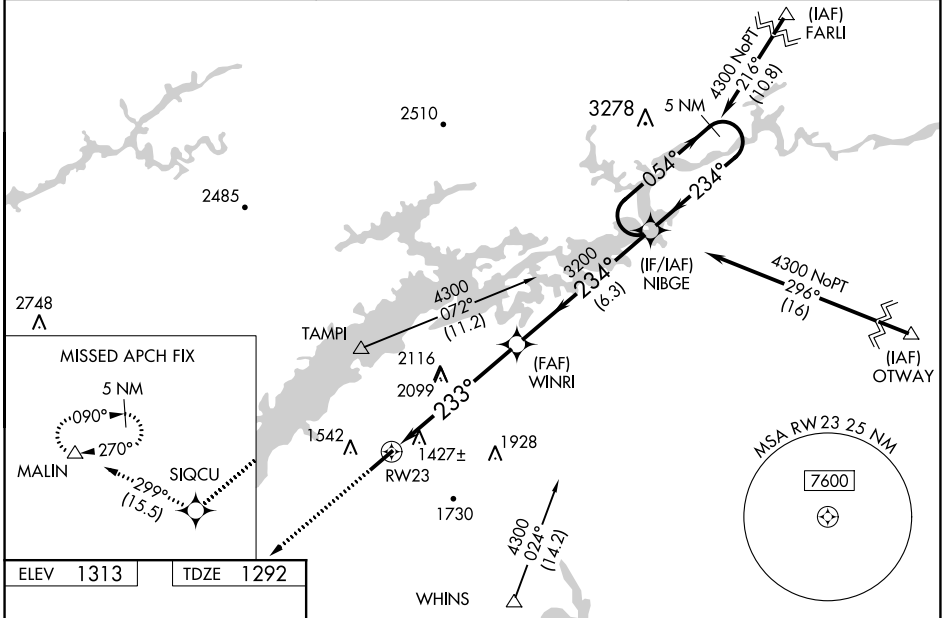 (IAF)
FARLI
4300 NoPT
216°
(10.8)
5 NM
3278
2510
054°
234°
2485
(IF/IAF)
NIBGE
3200
234°
(6.3)
4300 NoPT
296°
(16)
(IAF)
OTWAY
4300
072°
(11.2)
TAMPI
2748
MISSED APCH FIX
5 NM
090°
270°
MALIN
SIQCU
299°
(15.5)
(FAF)
WINRI
2116
2099
233°
1542
1427±
1928
RW23
1730
MSA RW23 25 NM
7600
4300
024°
(14.2)
WHINS
ELEV 1313
TDZE 1292